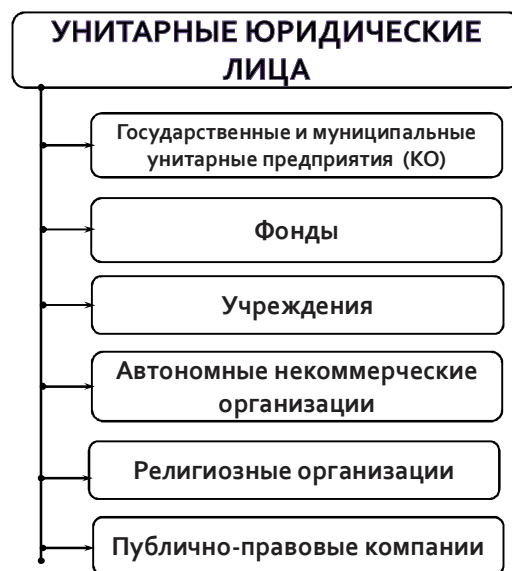 УНИТАРНЫЕ ЮРИДИЧЕСКИЕ
ЛИЦА
Государственные и муниципальные
унитарные предприятия (КО)
Фонды
Учреждения
Автономные некоммерческие
организации
Религиозные организации
Публично-правовые компании